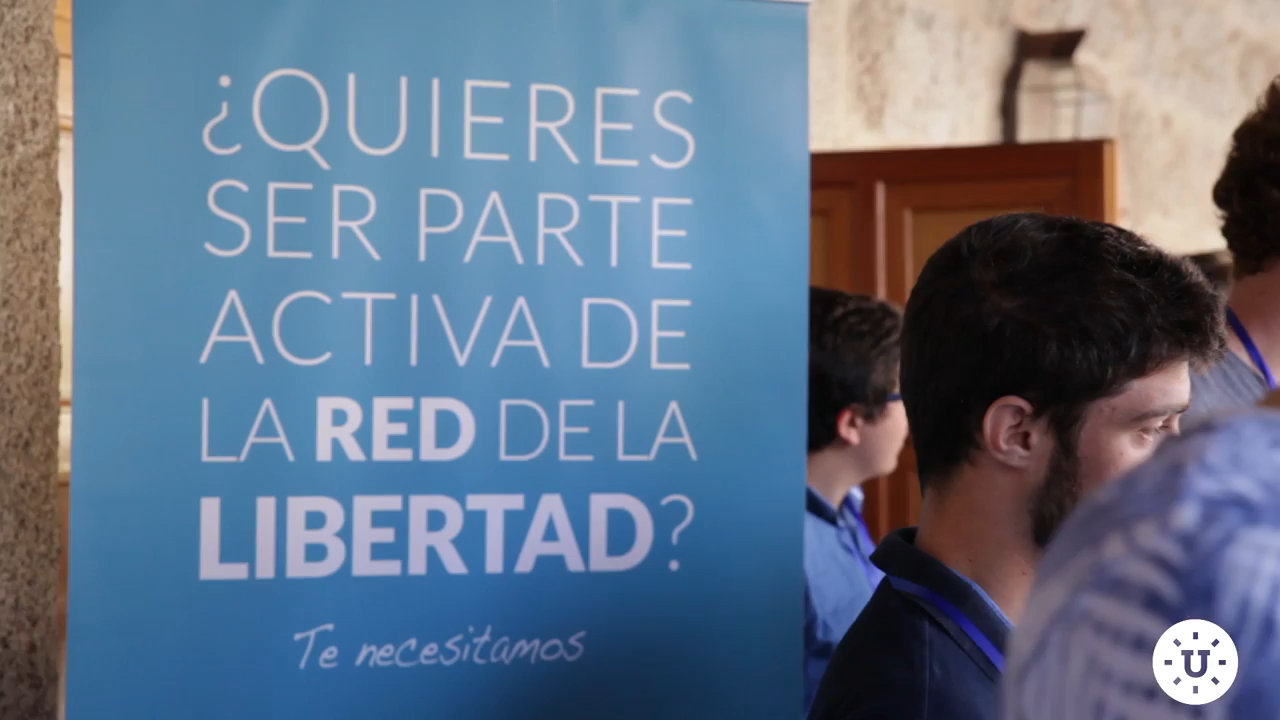 ¿QUIERES
SER PARTE
ACTIVA DE
LA RED DE LA
LIBERTAD?
Te necesitamos
U